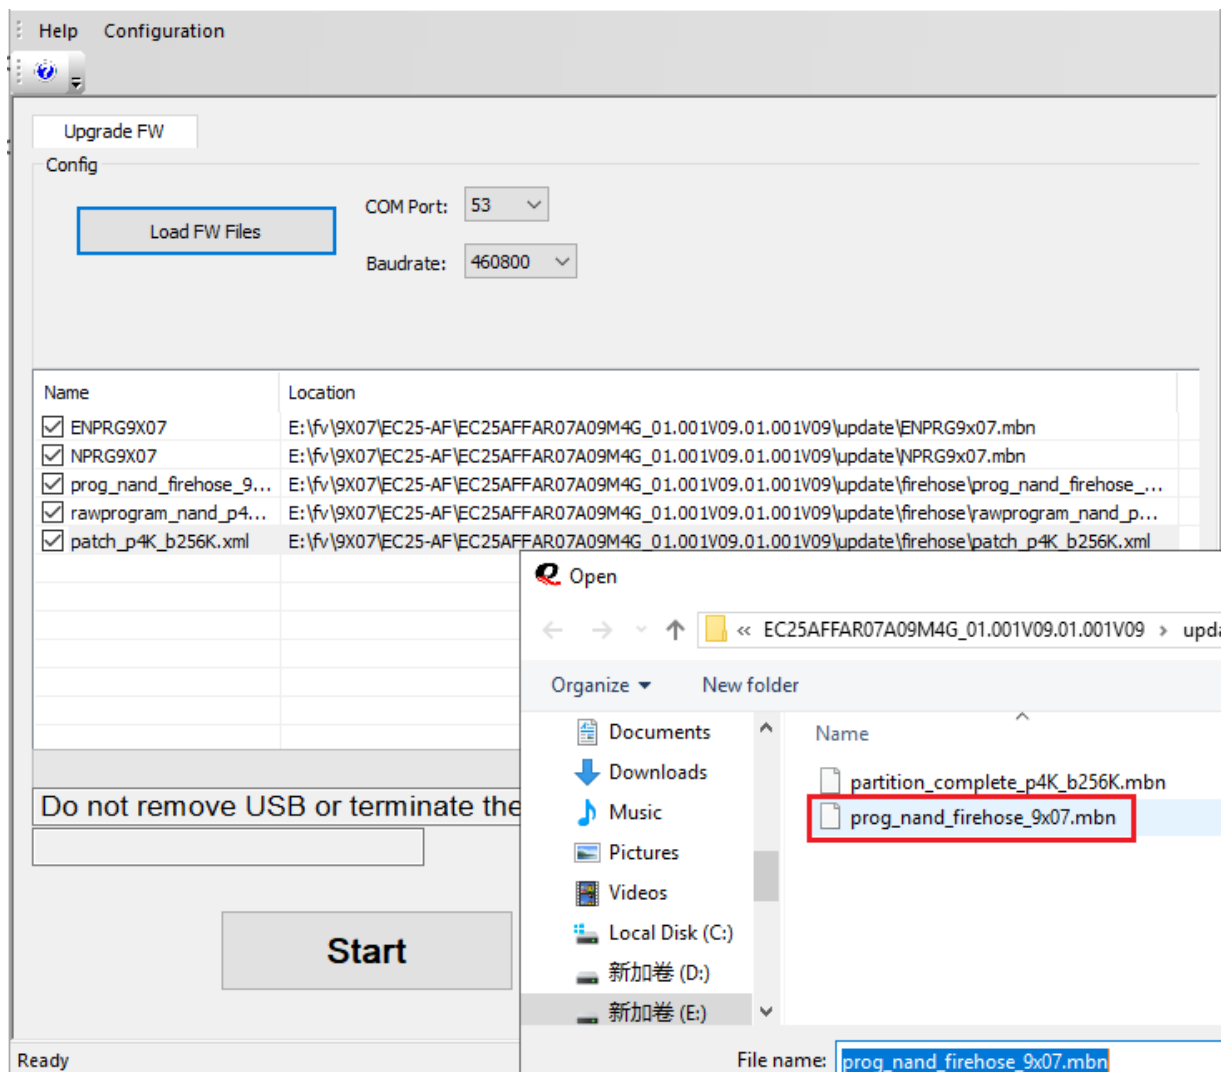 Help Configuration
Upgrade FW
Config
Load FW Files
COM Port: 53
Baudrate: 460800
Name Location
ENPRG9X07 E:\fv\9X07\EC25-AF\EC25AFFAR07A09M4G_01.001V09.01.001V09\update\ENPRG9x07.mbn
NPRG9X07 E:\fv\9X07\EC25-AF\EC25AFFAR07A09M4G_01.001V09.01.001V09\update\NPRG9x07.mbn
prog_nand_firehose_9... E:\fv\9X07\EC25-AF\EC25AFFAR07A09M4G_01.001V09.01.001V09\update\firehose\prog_nand_firehose_...
rawprogram_nand_p4... E:\fv\9X07\EC25-AF\EC25AFFAR07A09M4G_01.001V09.01.001V09\update\firehose\rawprogram_nand_p...
patch_p4K_b256K.xml E:\fv\9X07\EC25-AF\EC25AFFAR07A09M4G_01.001V09.01.001V09\update\firehose\patch_p4K_b256K.xml
Do not remove USB or terminate the
Start
Ready
Open
« EC25AFFAR07A09M4G_01.001V09.01.001V09 › upda
Organize New folder
Documents
Downloads
Music
Pictures
Videos
Local Disk (C:)
新加卷 (D:)
新加卷 (E:)
Name
partition_complete_p4K_b256K.mbn
prog_nand_firehose_9x07.mbn
File name: prog_nand_firehose_9x07.mbn